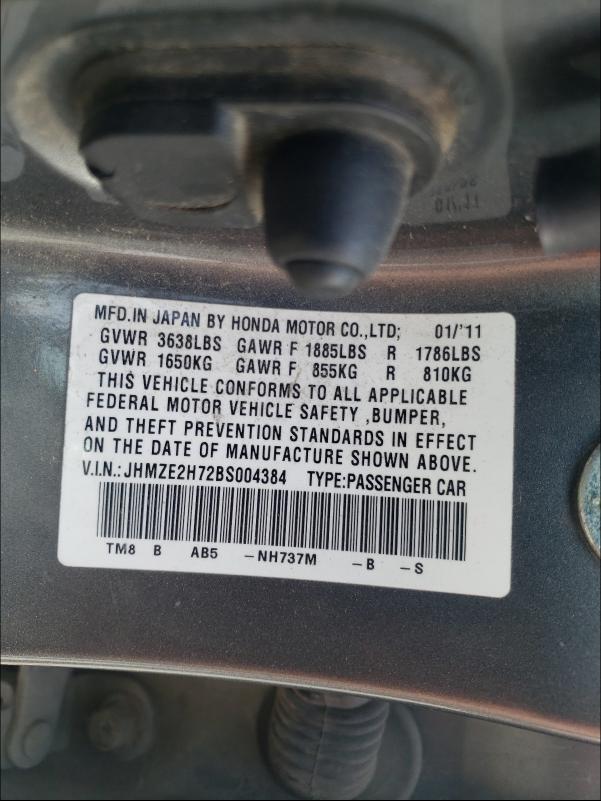 MFD.IN JAPAN BY HONDA MOTOR CO.,LTD; 01/'11
GVWR 3638LBS GAWR F 1885LBS R 1786LBS
GVWR 1650KG GAWR F 855KG R 810KG
THIS VEHICLE CONFORMS TO ALL APPLICABLE
FEDERAL MOTOR VEHICLE SAFETY ,BUMPER,
AND THEFT PREVENTION STANDARDS IN EFFECT
ON THE DATE OF MANUFACTURE SHOWN ABOVE.
V.I.N.:JHMZE2H72BS004384 TYPE:PASSENGER CAR
TM8 B AB5 -NH737M -B -S